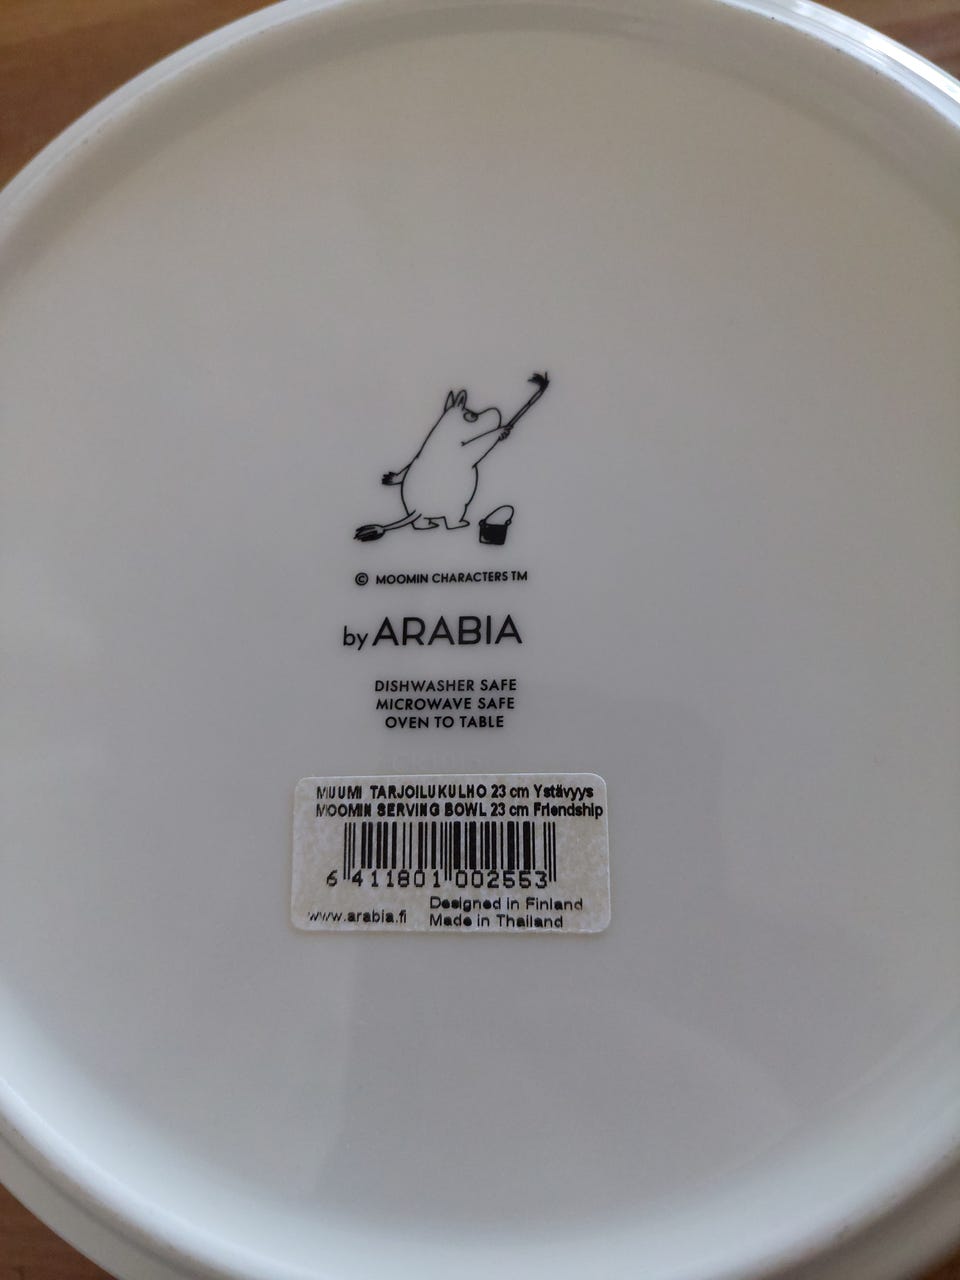 © MOOMIN CHARACTERS TM
by ARABIA
DISHWASHER SAFE
MICROWAVE SAFE
OVEN TO TABLE
MUUMI TARJOILUKULHO 23 cm Ystävyys
MOOMIN SERVING BOWL 23 cm Friendship
6 411801 002553
Designed in Finland
www.arabia.fi Made in Thailand